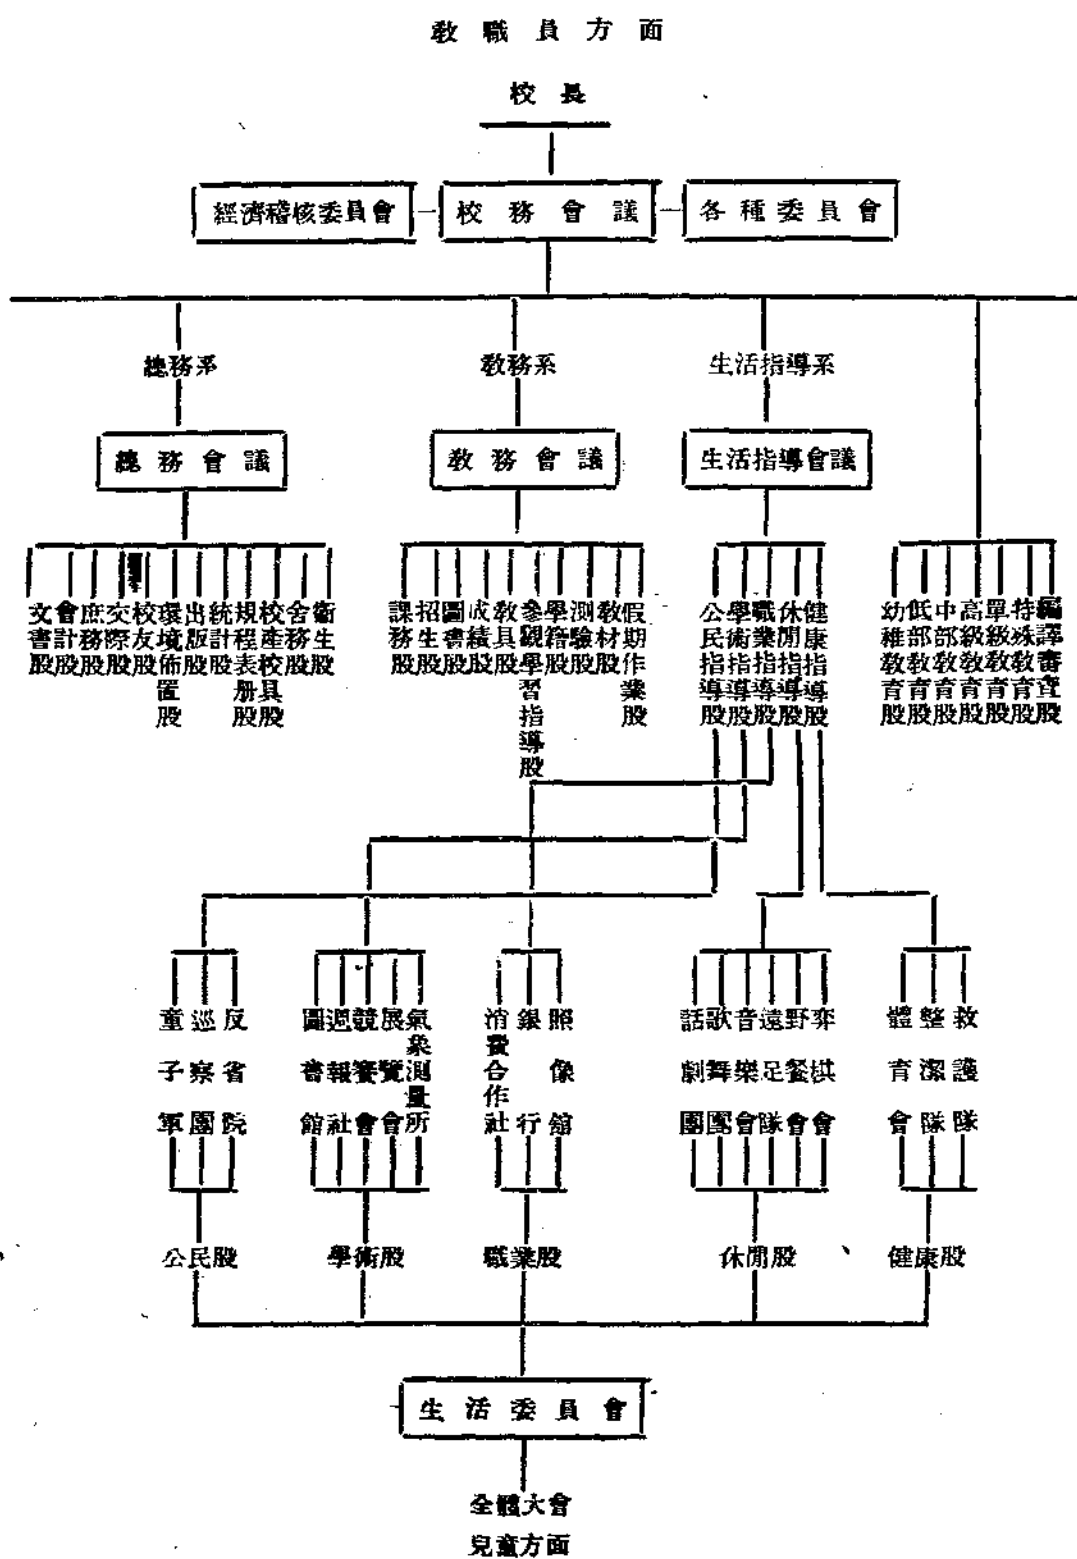 教職員方面
校長
經濟稽核委員會
校務會議
各種委員會
總務系
教務系
生活指導系
總務會議
教務會議
生活指導會議
文書股
會計股
庶務股
交際股
校友股
環境佈置股
出版股
統計股
規程表册股
校產校具股
舍務股
衞生股
課務股
招生股
圖書股
成績股
教具股
參觀學習指導股
學籍股
測驗股
教材股
假期作業股
公民指導股
學術指導股
職業指導股
休閒指導股
健康指導股
幼稚教育股
低部教育股
中部教育股
高級教育股
單級教育股
特殊教育股
編譯審查股
童子軍
巡察團
反省院
圖書館
週報社
競賽會
展覽會
氣象測量所
消費合作社
銀行
照像館
話劇團
歌舞團
音樂會
遠足隊
野餐會
弈棋會
體育會
整潔隊
救護隊
公民股
學術股
職業股
休閒股
健康股
生活委員會
全體大會
兒童方面